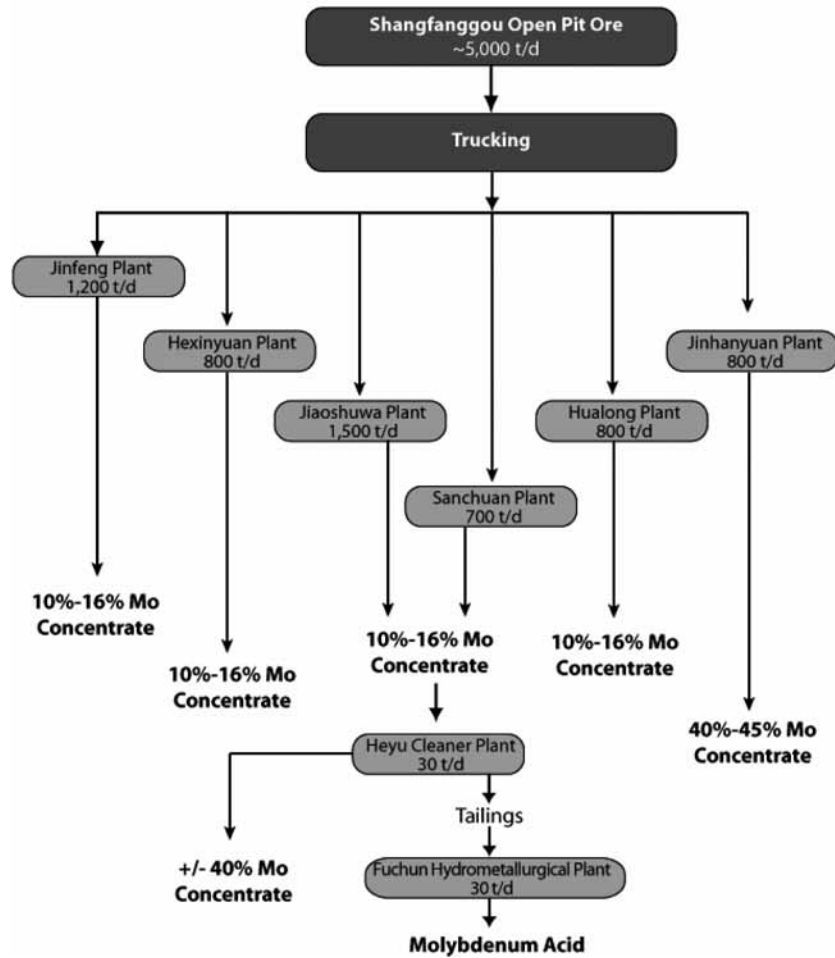 Shangfanggou Open Pit Ore
~5,000 t/d
Trucking
Jinfeng Plant
1,200 t/d
Hexinyuan Plant
800 t/d
Jinhanyuan Plant
800 t/d
Jiaoshuwa Plant
1,500 t/d
Hualong Plant
800 t/d
Sanchuan Plant
700 t/d
10%-16% Mo
Concentrate
10%-16% Mo
Concentrate
10%-16% Mo
Concentrate
10%-16% Mo
Concentrate
40%-45% Mo
Concentrate
Heyu Cleaner Plant
30 t/d
Tailings
+/- 40% Mo
Concentrate
Fuchun Hydrometallurgical Plant
30 t/d
Molybdenum Acid